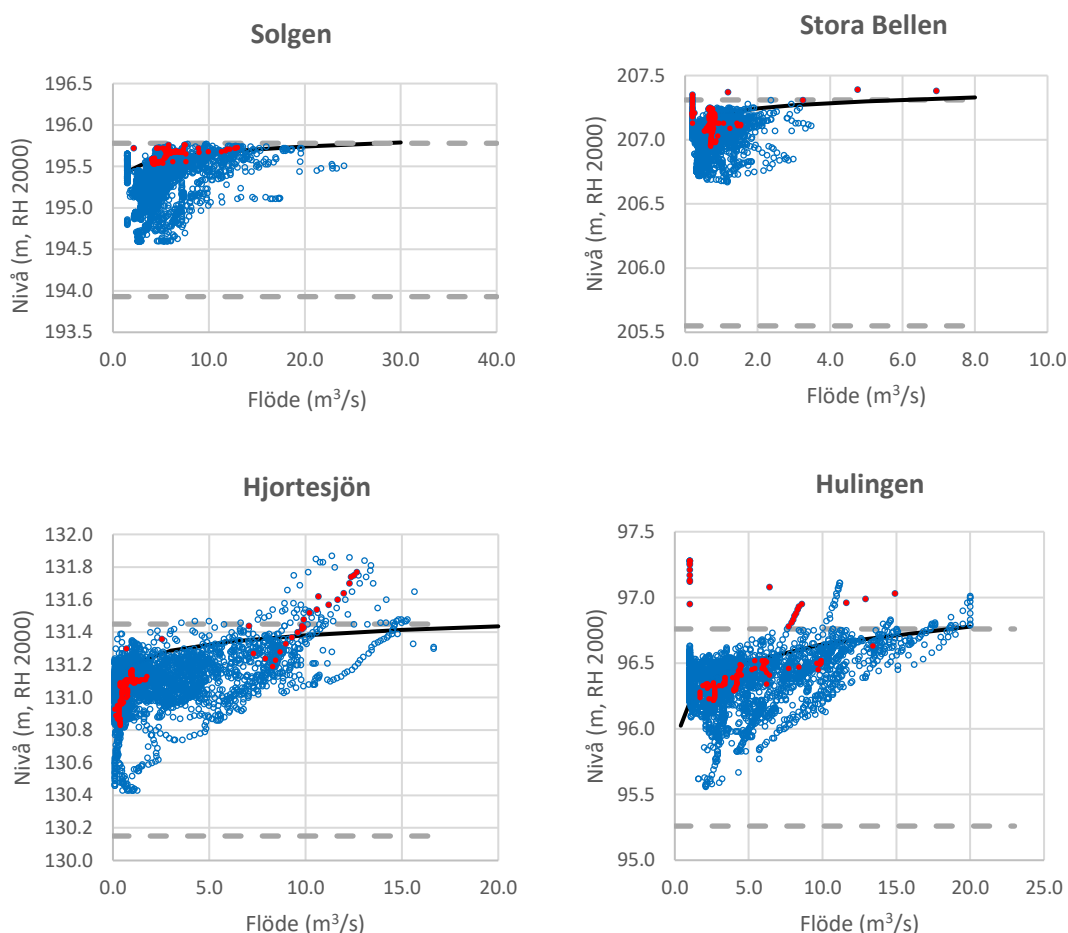 Solgen
Nivå (m, RH 2000)
196.5
196.0
195.5
195.0
194.5
194.0
193.5
0.0 10.0 20.0 30.0 40.0
Flöde (m³/s)
Stora Bellen
Nivå (m, RH 2000)
207.5
207.0
206.5
206.0
205.5
0.0 2.0 4.0 6.0 8.0 10.0
Flöde (m³/s)
Hjortesjön
Nivå (m, RH 2000)
132.0
131.8
131.6
131.4
131.2
131.0
130.8
130.6
130.4
130.2
130.0
0.0 5.0 10.0 15.0 20.0
Flöde (m³/s)
Hulingen
Nivå (m, RH 2000)
97.5
97.0
96.5
96.0
95.5
95.0
0.0 5.0 10.0 15.0 20.0 25.0
Flöde (m³/s)